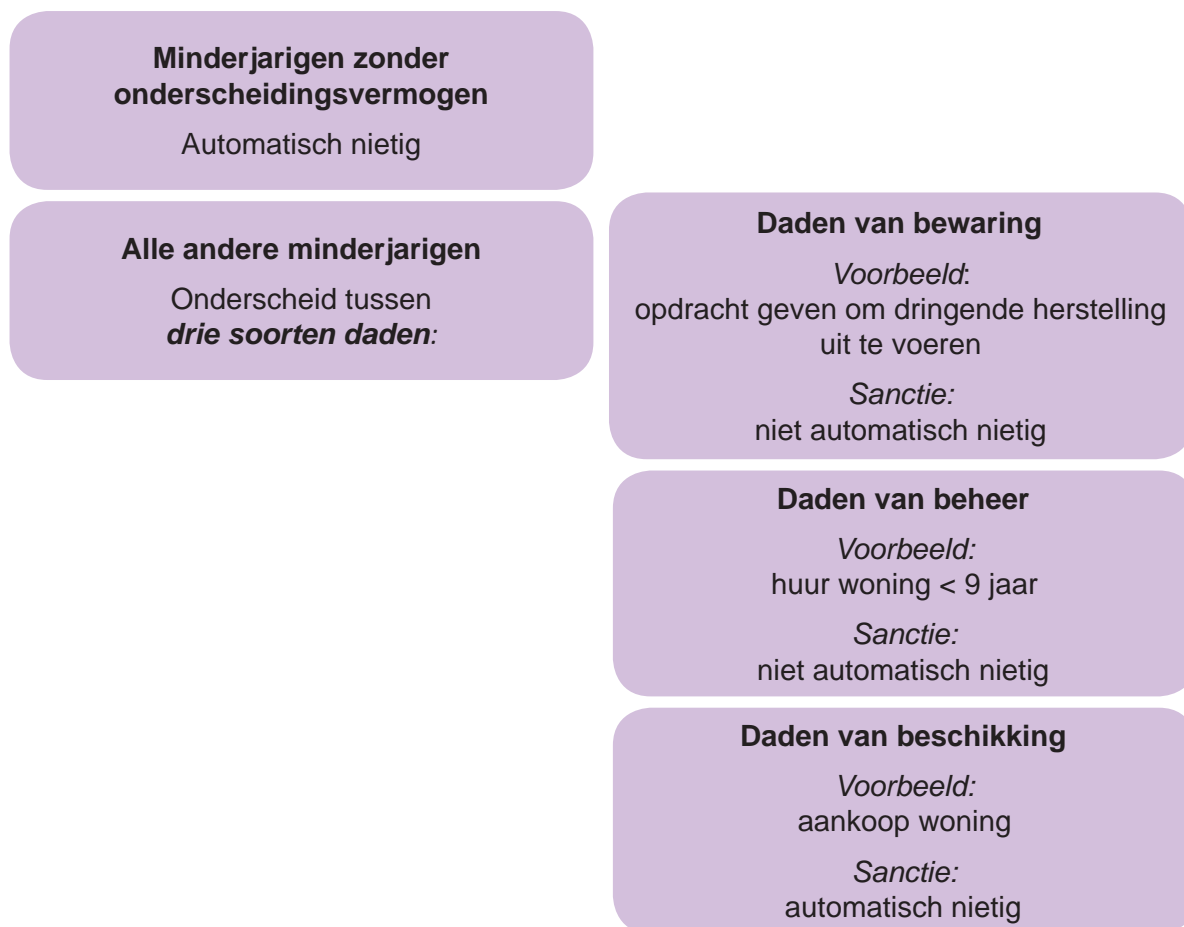 Minderjarigen zonder
onderscheidingsvermogen
Automatisch nietig
Alle andere minderjarigen
Onderscheid tussen
drie soorten daden:
Daden van bewaring
Voorbeeld:
opdracht geven om dringende herstelling
uit te voeren
Sanctie:
niet automatisch nietig
Daden van beheer
Voorbeeld:
huur woning < 9 jaar
Sanctie:
niet automatisch nietig
Daden van beschikking
Voorbeeld:
aankoop woning
Sanctie:
automatisch nietig